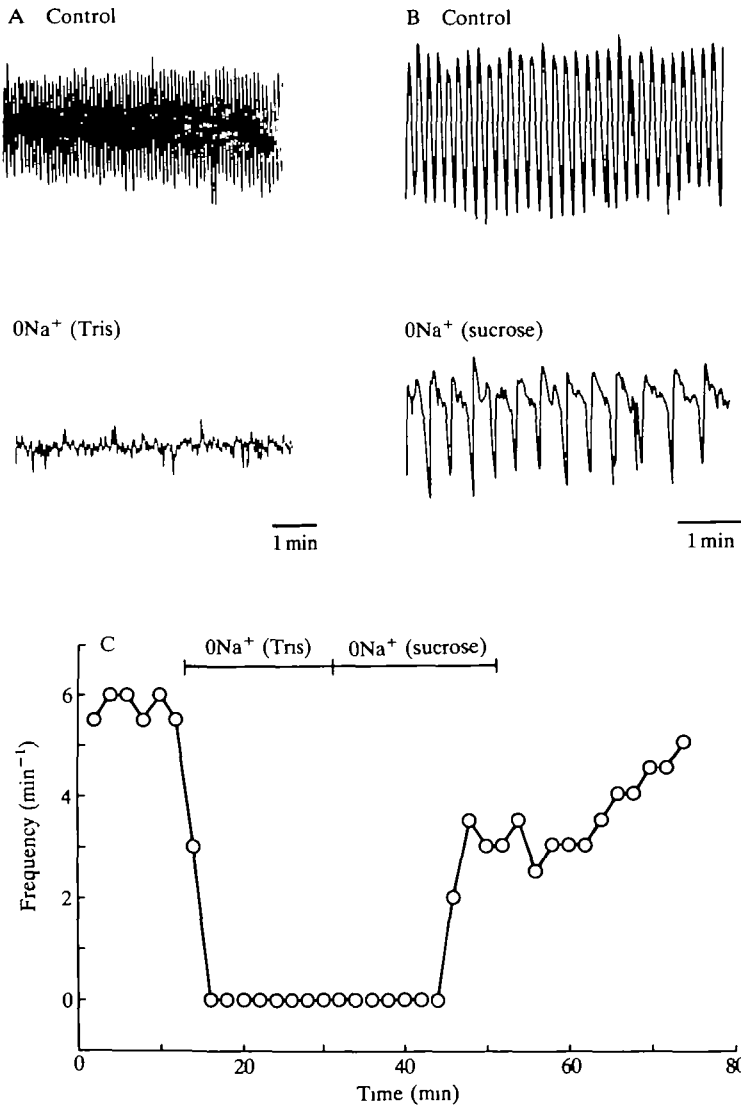 A Control
B Control
0Na⁺ (Tris)
0Na⁺ (sucrose)
1 min
1 min
C
0Na⁺ (Tris)
0Na⁺ (sucrose)
6
4
2
0
Frequency (min⁻¹)
0
20
40
60
80
Time (min)